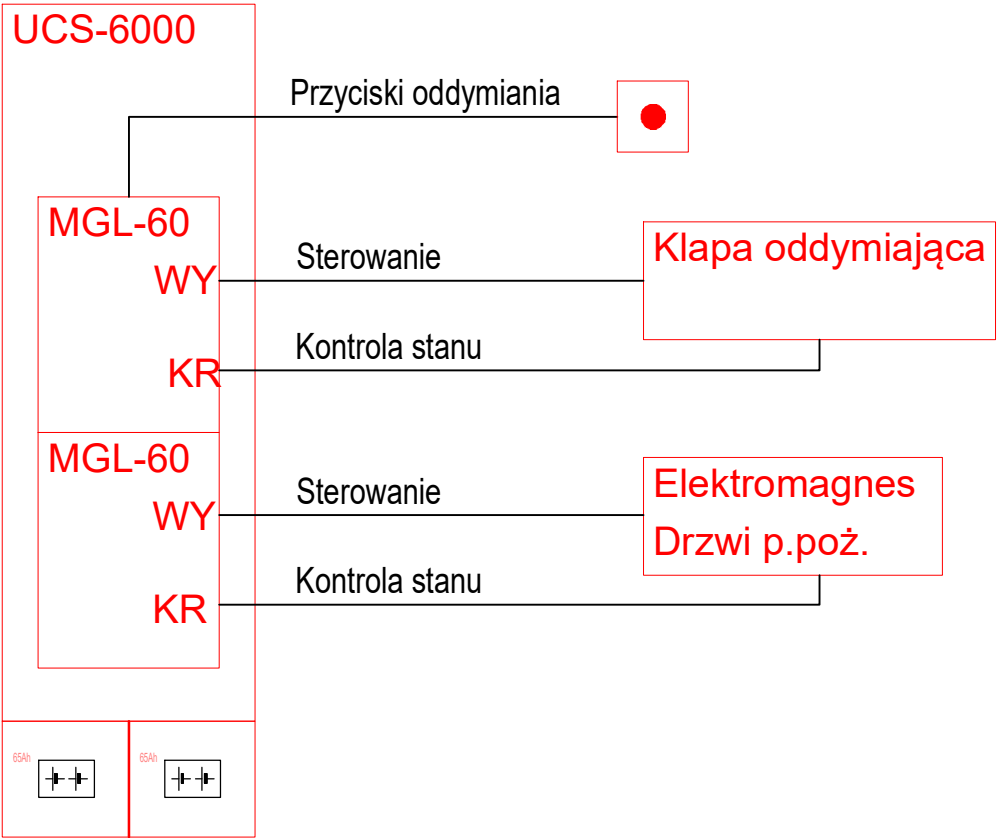 UCS-6000
Przyciski oddymiania
MGL-60
WY
Sterowanie
Klapa oddymiająca
KR
Kontrola stanu
MGL-60
WY
Sterowanie
Elektromagnes
Drzwi p.poż.
KR
Kontrola stanu
65Ah
65Ah